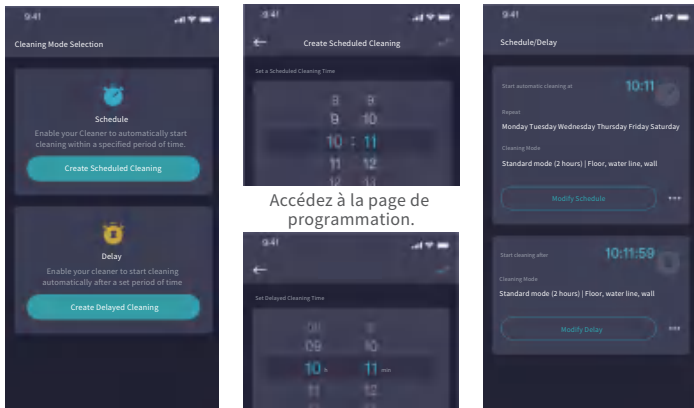 9:41
Cleaning Mode Selection
Schedule
Enable your Cleaner to automatically start
cleaning within a specified period of time.
Create Scheduled Cleaning
Delay
Enable your cleaner to start cleaning
automatically after a set period of time
Create Delayed Cleaning
9:41
Create Scheduled Cleaning
Set a Scheduled Cleaning Time
8 9
9 10
10 : 11
11 12
12 13
Accédez à la page de
programmation.
9:41
Set Delayed Cleaning Time
09 10
10 h 11 min
11 12
9:41
Schedule/Delay
Start automatic cleaning at 10:11
Repeat
Monday Tuesday Wednesday Thursday Friday Saturday
Cleaning Mode
Standard mode (2 hours) | Floor, water line, wall
Modify Schedule
Start cleaning after 10:11:59
Cleaning Mode
Standard mode (2 hours) | Floor, water line, wall
Modify Delay